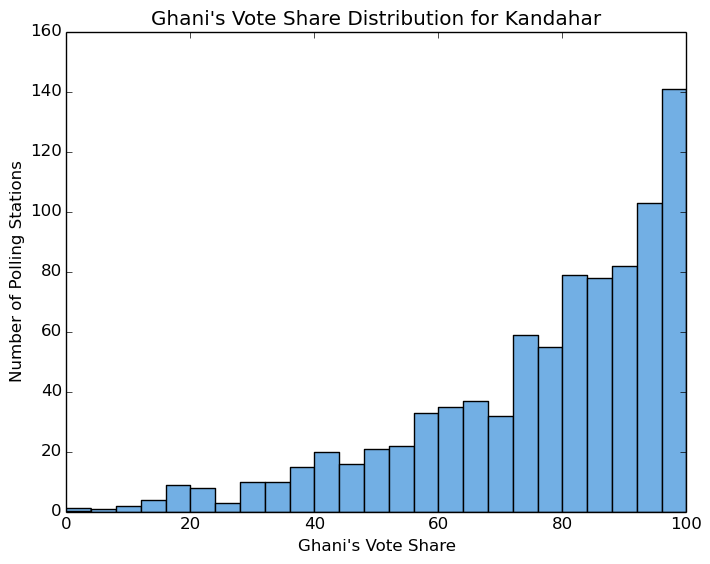 Ghani's Vote Share Distribution for Kandahar
160
140
120
100
80
60
40
20
0
Number of Polling Stations
0 20 40 60 80 100
Ghani's Vote Share